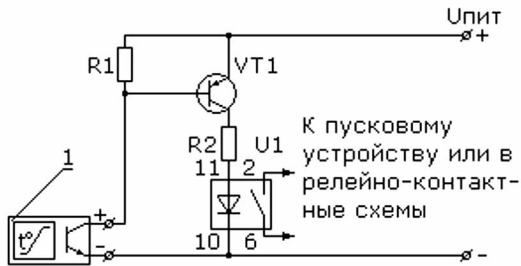 Uпит
+
R1
VT1
R2
U1
11
2
К пусковому
устройству или в
релейно-контакт-
ные схемы
1
+
t°
-
10
6
-